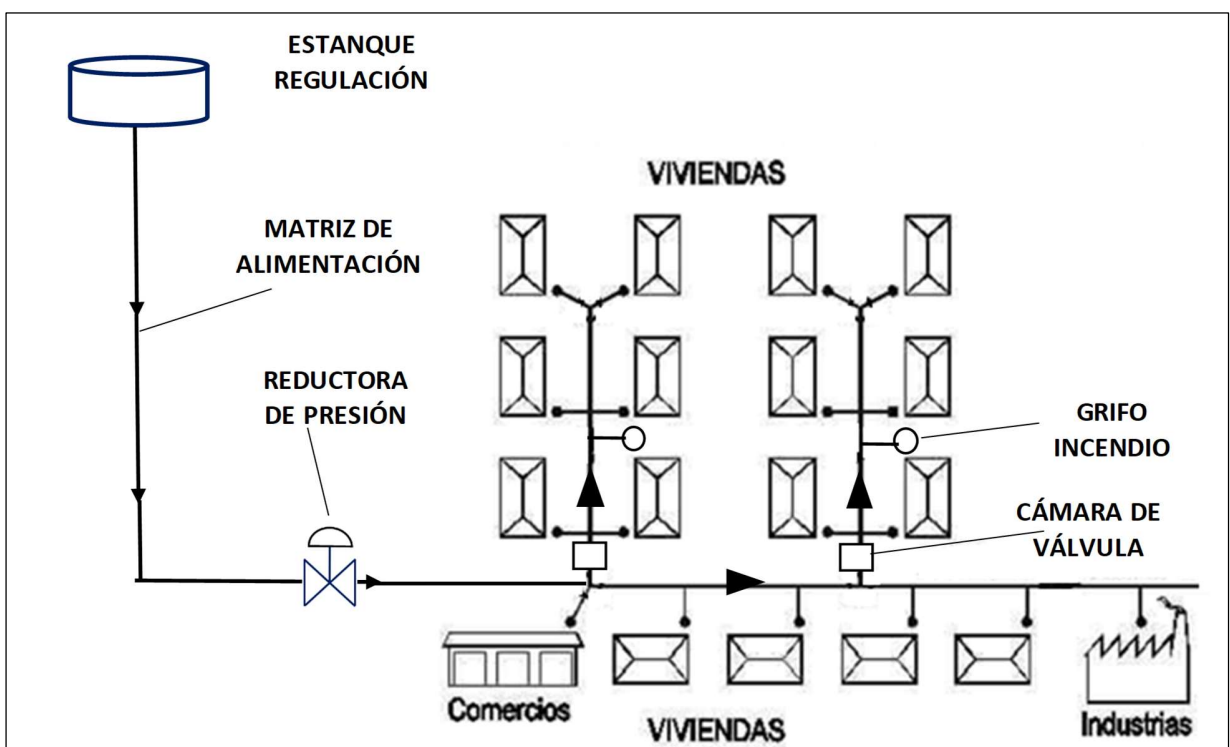 ESTANQUE
REGULACIÓN
VIVIENDAS
MATRIZ DE
ALIMENTACIÓN
REDUCTORA
DE PRESIÓN
GRIFO
INCENDIO
CÁMARA DE
VÁLVULA
Comercios
VIVIENDAS
Industrias